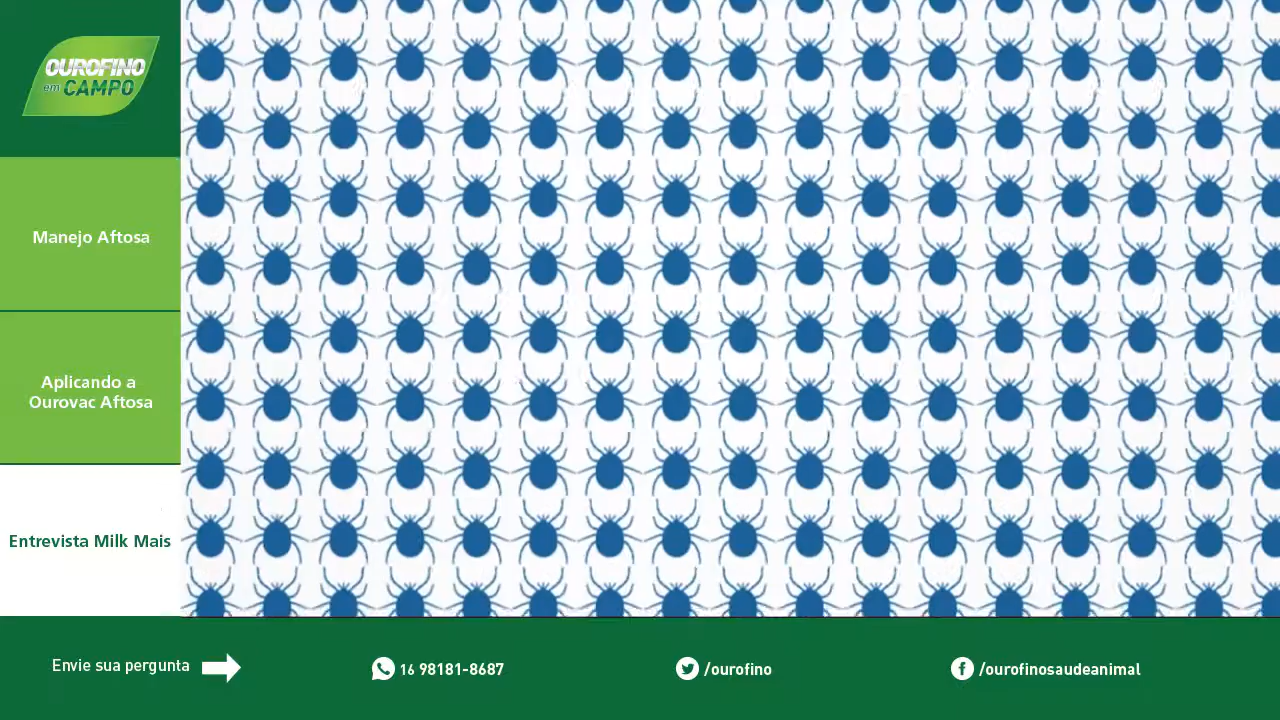 OUROFINO
em CAMPO
Manejo Aftosa
Aplicando a
Ourovac Aftosa
Entrevista Milk Mais
Envie sua pergunta
16 98181-8687
/ourofino
/ourofinosaudeanimal